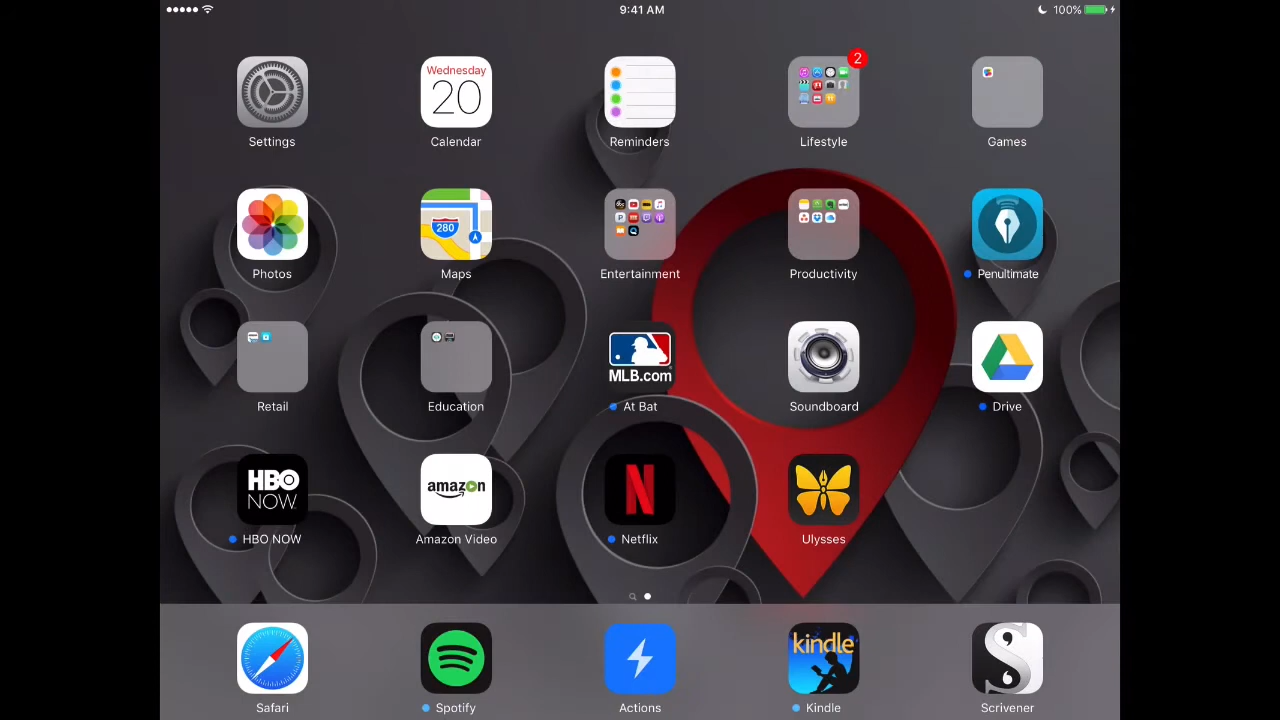 9:41 AM
100%
Wednesday
20
2
Settings
Calendar
Reminders
Lifestyle
Games
280
Photos
Maps
Entertainment
Productivity
Penultimate
MLB.com
Retail
Education
At Bat
Soundboard
Drive
HBO
NOW
amazon
N
HBO NOW
Amazon Video
Netflix
Ulysses
kindle
S
Safari
Spotify
Actions
Kindle
Scrivener